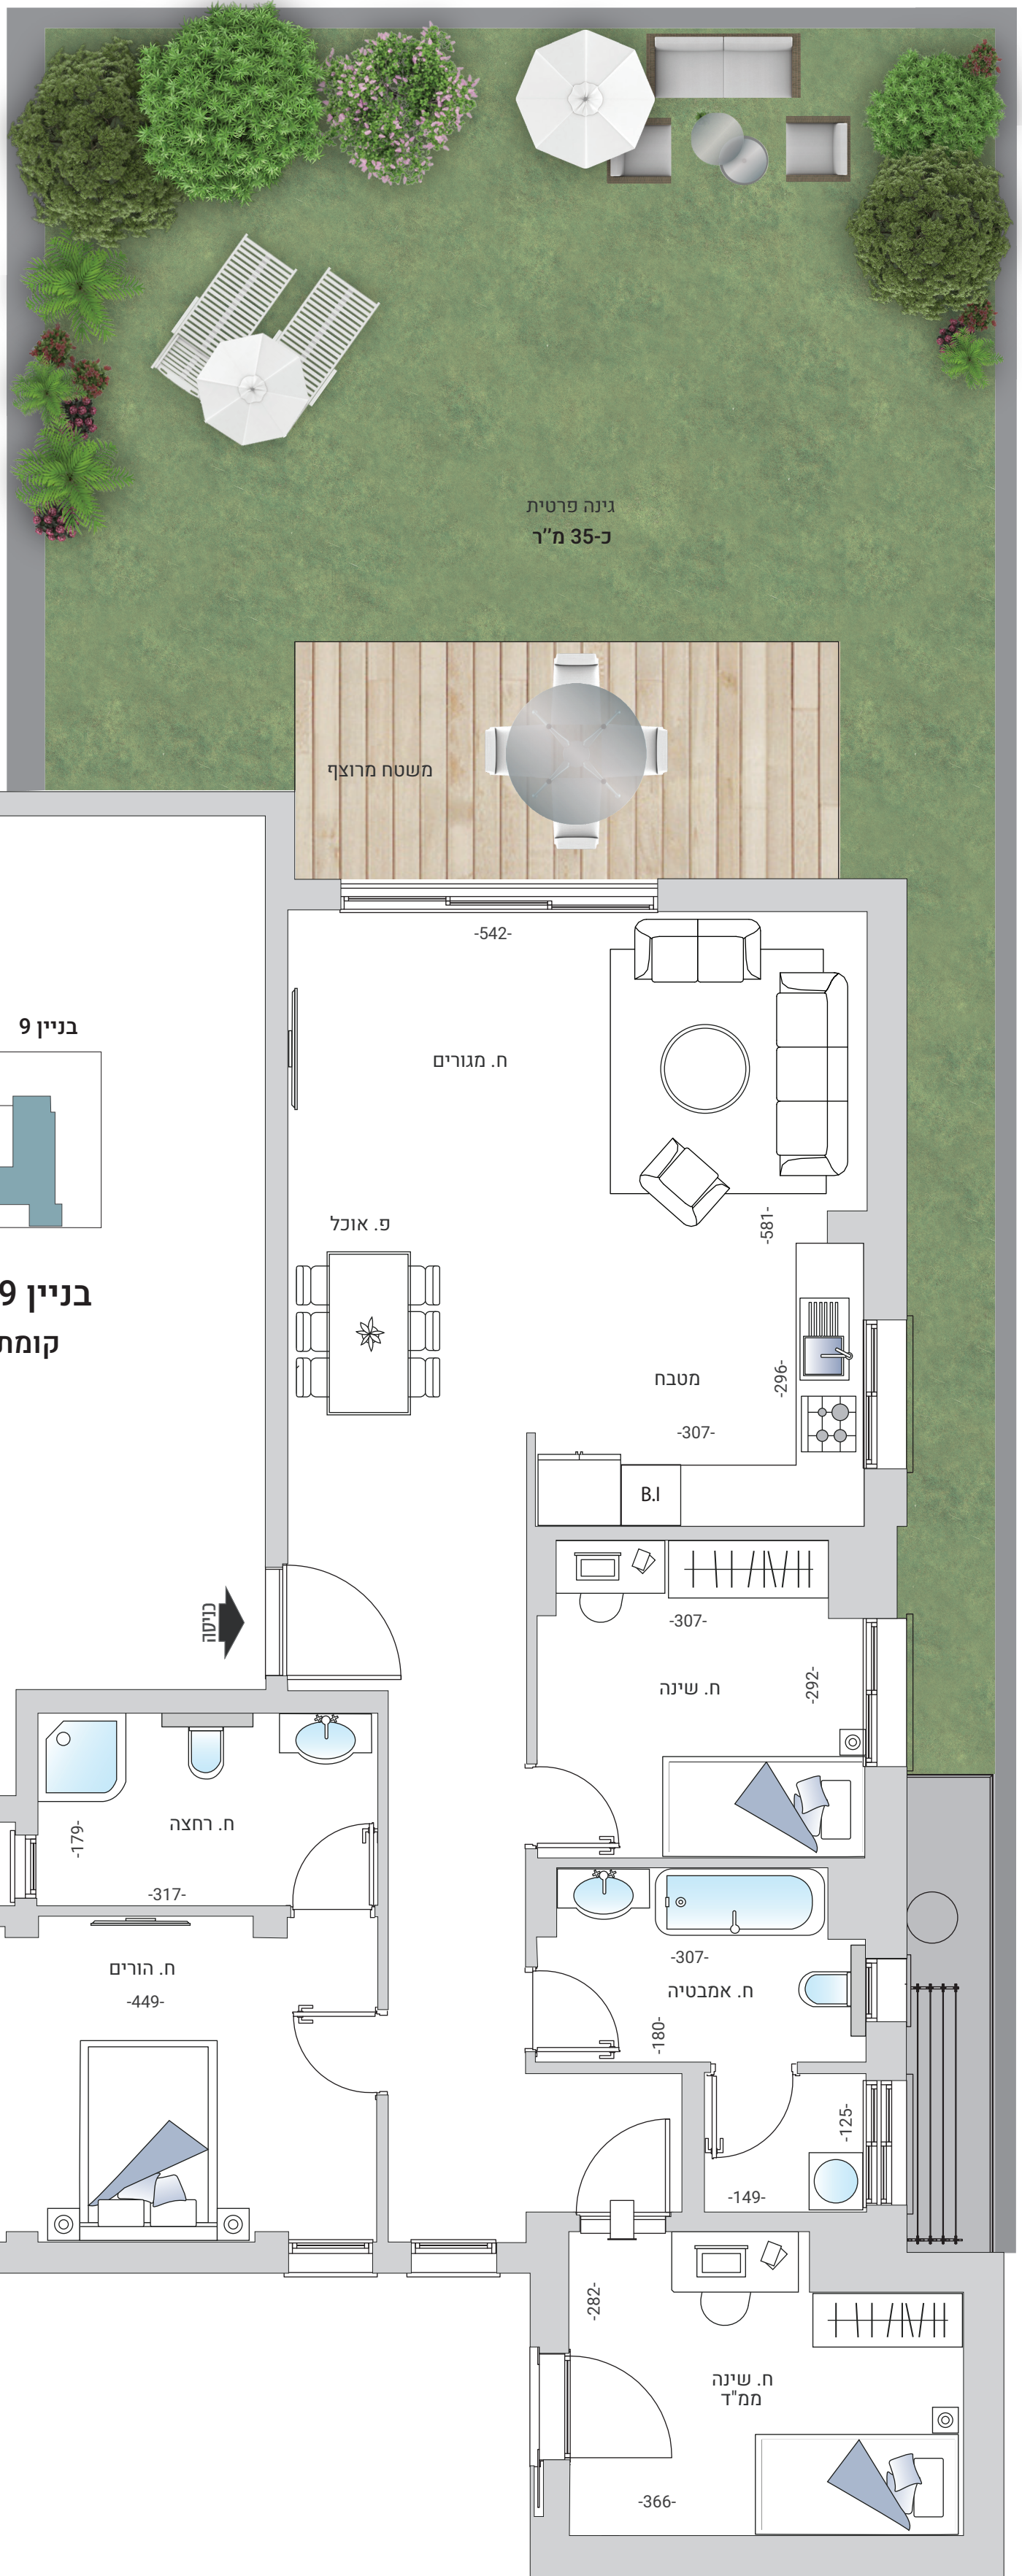 גינה פרטית
כ-35 מ''ר
משטח מרוצף
-542-
בניין 9
ח. מגורים
-581-
פ. אוכל
בניין 9
קומת
מטבח
-296-
-307-
B.I
כניסה
-307-
ח. שינה
-292-
ח. רחצה
-179-
-317-
-307-
ח. הורים
ח. אמבטיה
-449-
-180-
-125-
-149-
-282-
ח. שינה
ממ"ד
-366-